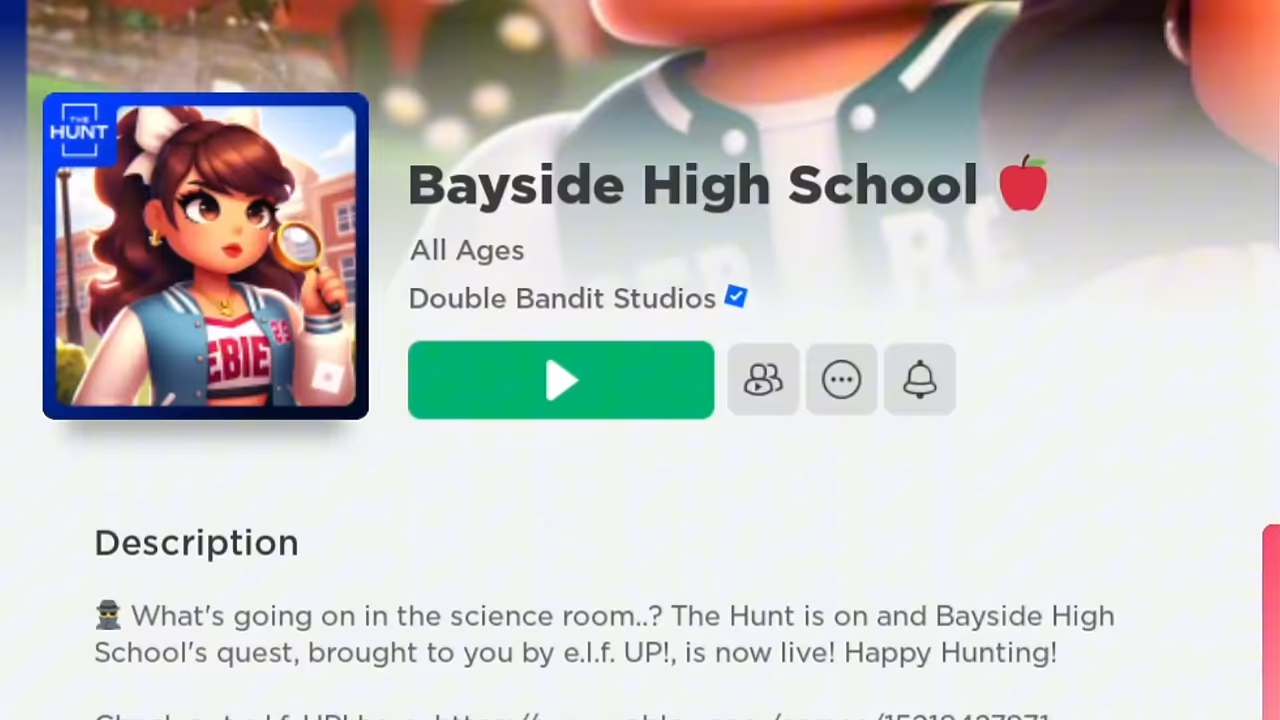 THE
HUNT
EBIE
Bayside High School 🍎
All Ages
Double Bandit Studios
Description
🕵️ What's going on in the science room..? The Hunt is on and Bayside High
School's quest, brought to you by e.l.f. UP!, is now live! Happy Hunting!